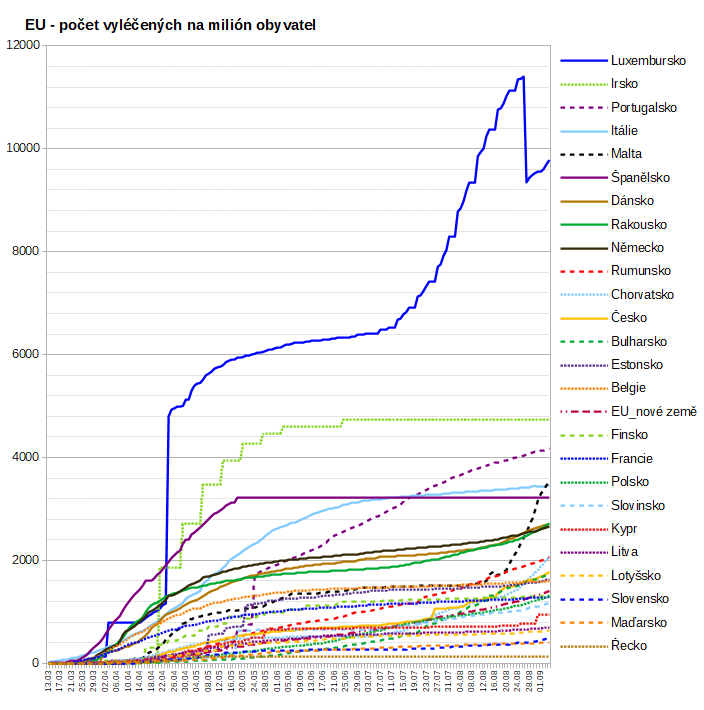 EU - počet vyléčených na milión obyvatel
12000
10000
8000
6000
4000
2000
0
Luxembursko
Irsko
Portugalsko
Itálie
Malta
Španělsko
Dánsko
Rakousko
Německo
Rumunsko
Chorvatsko
Česko
Bulharsko
Estonsko
Belgie
EU_nové země
Finsko
Francie
Polsko
Slovinsko
Kypr
Litva
Lotyšsko
Slovensko
Maďarsko
Řecko
13.03
17.03
21.03
25.03
29.03
02.04
06.04
10.04
14.04
18.04
22.04
26.04
30.04
04.05
08.05
12.05
16.05
20.05
24.05
28.05
01.06
05.06
09.06
13.06
17.06
21.06
25.06
29.06
03.07
07.07
11.07
15.07
19.07
23.07
27.07
31.07
04.08
08.08
12.08
16.08
20.08
24.08
28.08
01.09